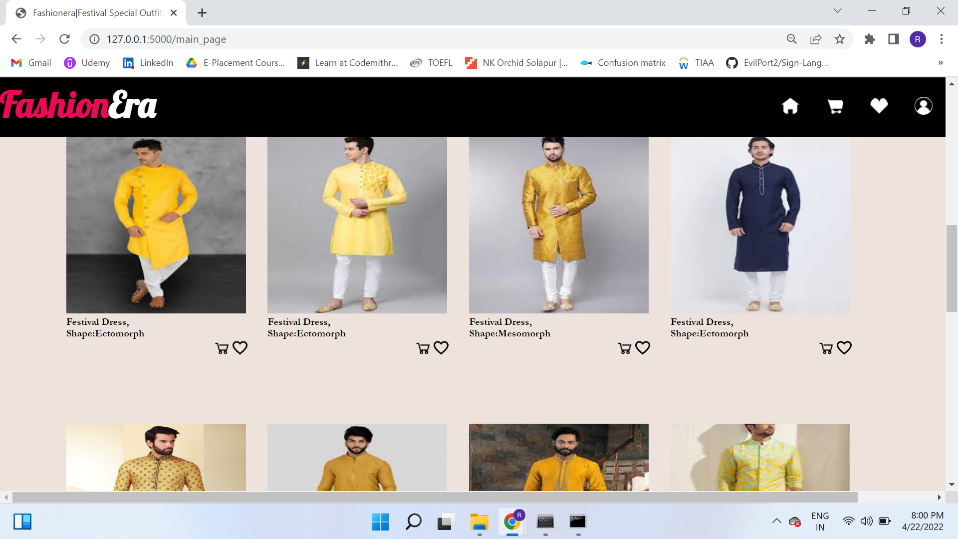 Fashionera|Festival Special Outfit
127.0.0.1:5000/main_page
R
Gmail
Udemy
LinkedIn
E-Placement Cours...
Learn at Codemithr...
TOEFL
NK Orchid Solapur |...
Confusion matrix
TIAA
EvilPort2/Sign-Lang...
»
FashionEra
Festival Dress,
Shape:Ectomorph
Festival Dress,
Shape:Ectomorph
Festival Dress,
Shape:Mesomorph
Festival Dress,
Shape:Ectomorph
R
ENG
IN
8:00 PM
4/22/2022